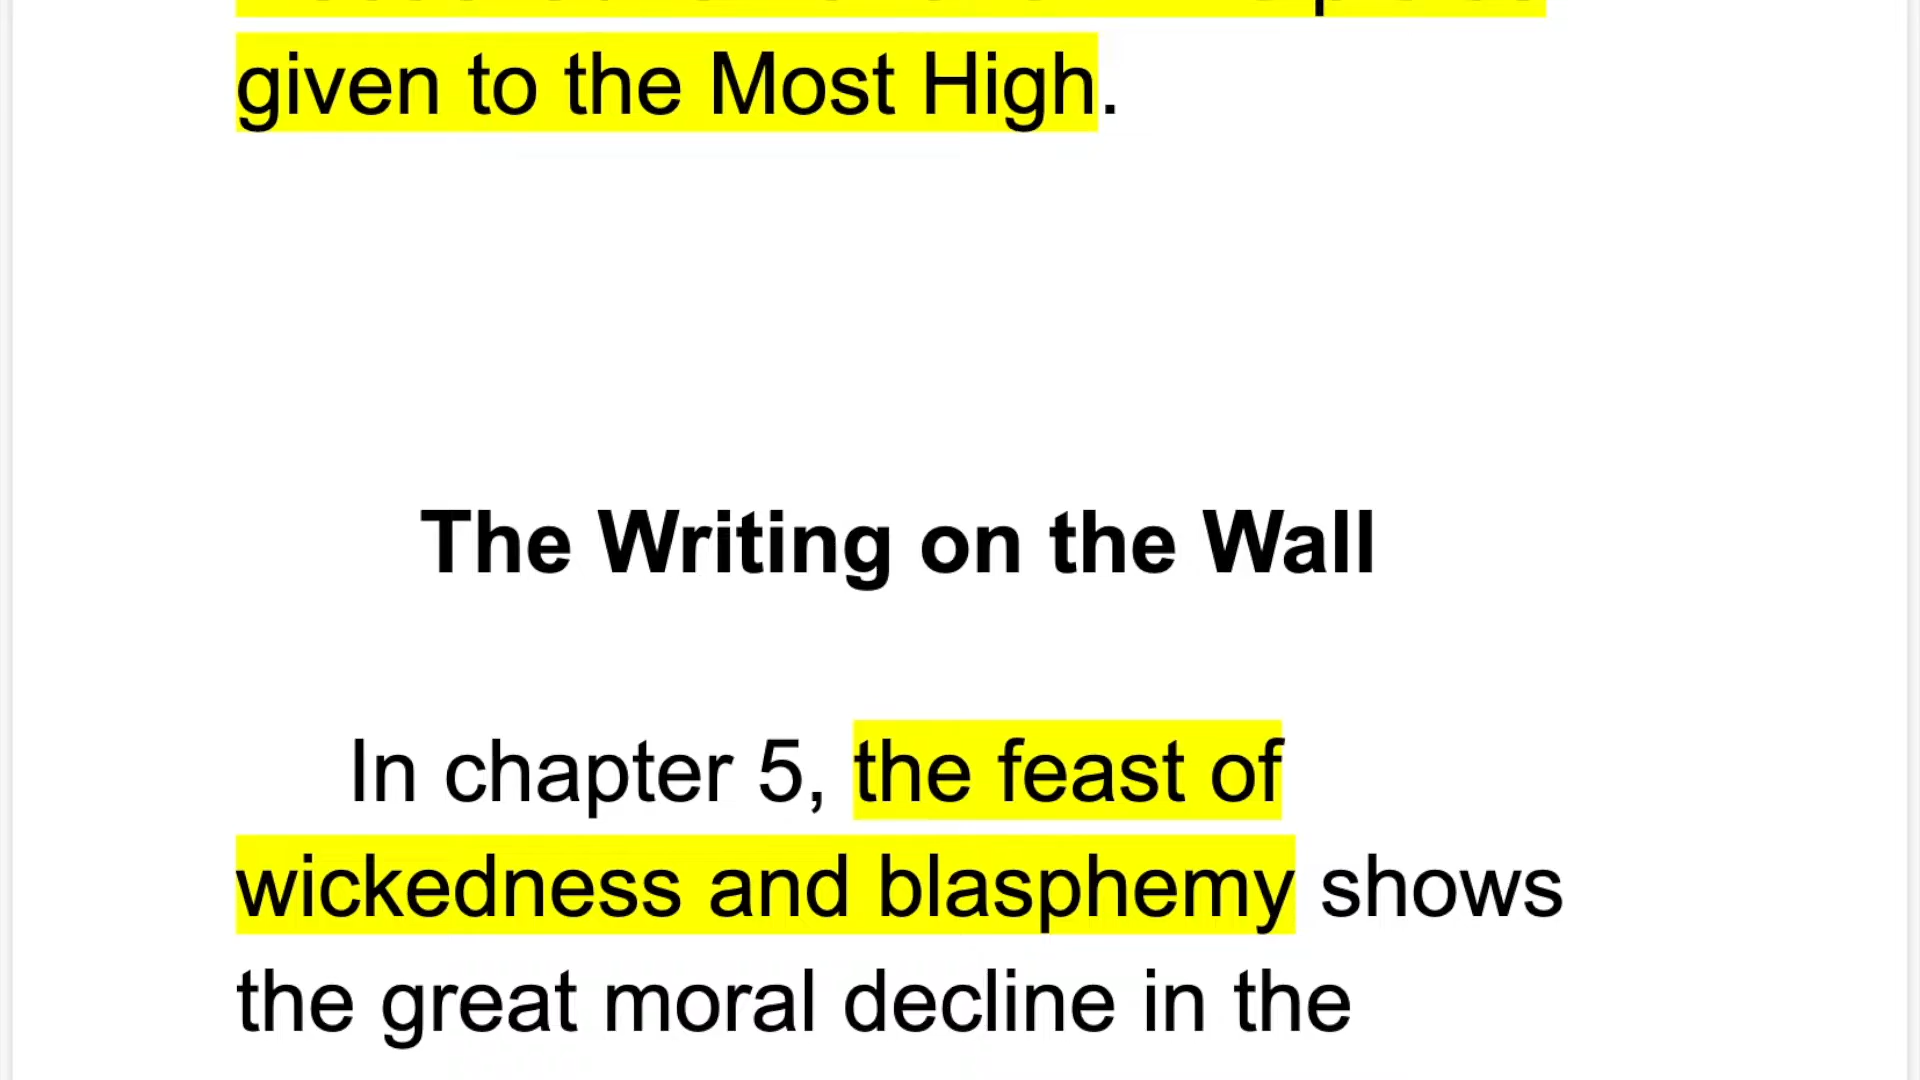 given to the Most High.
The Writing on the Wall
In chapter 5, the feast of
wickedness and blasphemy shows
the great moral decline in the